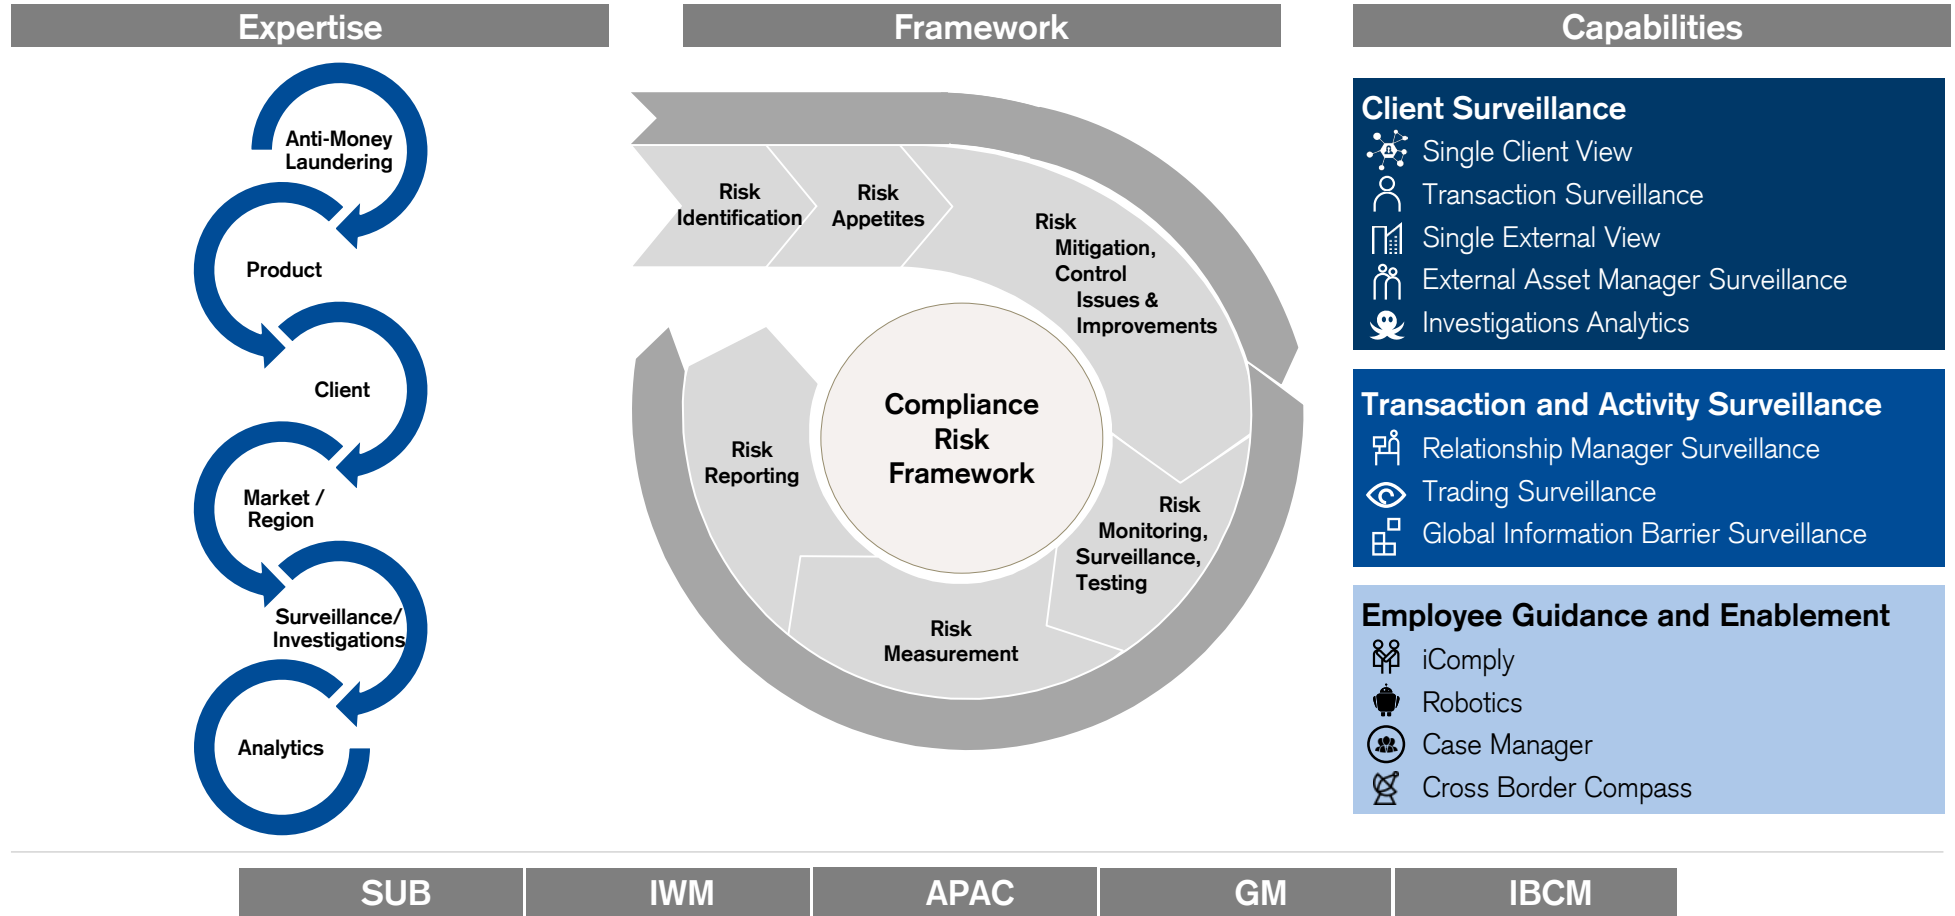 Expertise
Anti-Money
Laundering
Product
Client
Market /
Region
Surveillance/
Investigations
Analytics
Framework
Risk
Identification
Risk
Appetites
Risk
Mitigation,
Control
Issues &
Improvements
Risk
Monitoring,
Surveillance,
Testing
Risk
Measurement
Risk
Reporting
Compliance
Risk
Framework
Capabilities
Client Surveillance
Single Client View
Transaction Surveillance
Single External View
External Asset Manager Surveillance
Investigations Analytics
Transaction and Activity Surveillance
Relationship Manager Surveillance
Trading Surveillance
Global Information Barrier Surveillance
Employee Guidance and Enablement
iComply
Robotics
Case Manager
Cross Border Compass
SUB
IWM
APAC
GM
IBCM